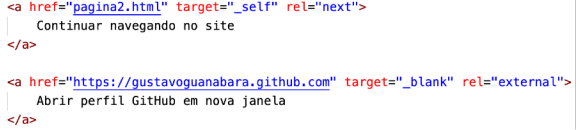 <a href="pagina2.html" target="_self" rel="next">
Continuar navegando no site
</a>
<a href="https://gustavoguanabara.github.com" target="_blank" rel="external">
Abrir perfil GitHub em nova janela
</a>